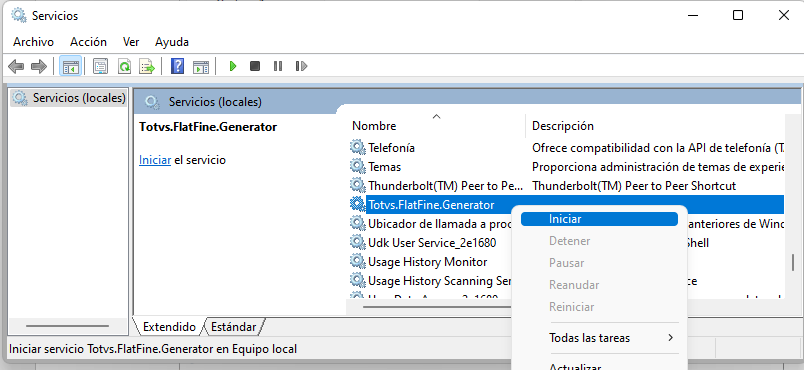 Servicios
Archivo Acción Ver Ayuda
Servicios (locales)
Servicios (locales)
Totvs.FlatFine.Generator
Iniciar el servicio
Nombre Descripción
Telefonía Ofrece compatibilidad con la API de telefonía (T
Temas Proporciona administración de temas de experie
Thunderbolt(TM) Peer to Pe... Thunderbolt(TM) Peer to Peer Shortcut
Totvs.FlatFine.Generator
Ubicador de llamada a proc anteriores de Wind
Udk User Service_2e1680 Shell
Usage History Monitor
Usage History Scanning Ser ce
Iniciar
Detener
Pausar
Reanudar
Reiniciar
Todas las tareas
Actualizar
Extendido Estándar
Iniciar servicio Totvs.FlatFine.Generator en Equipo local